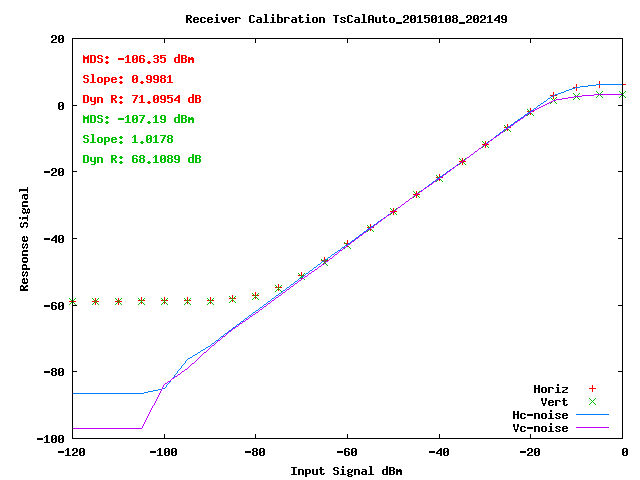 Receiver Calibration TsCalAuto_20150108_202149
MDS: -106.35 dBm
Slope: 0.9981
Dyn R: 71.0954 dB
MDS: -107.19 dBm
Slope: 1.0178
Dyn R: 68.1089 dB
20
0
-20
-40
-60
-80
-100
Response Signal
Horiz
Vert
Hc-noise
Vc-noise
-120 -100 -80 -60 -40 -20 0
Input Signal dBm